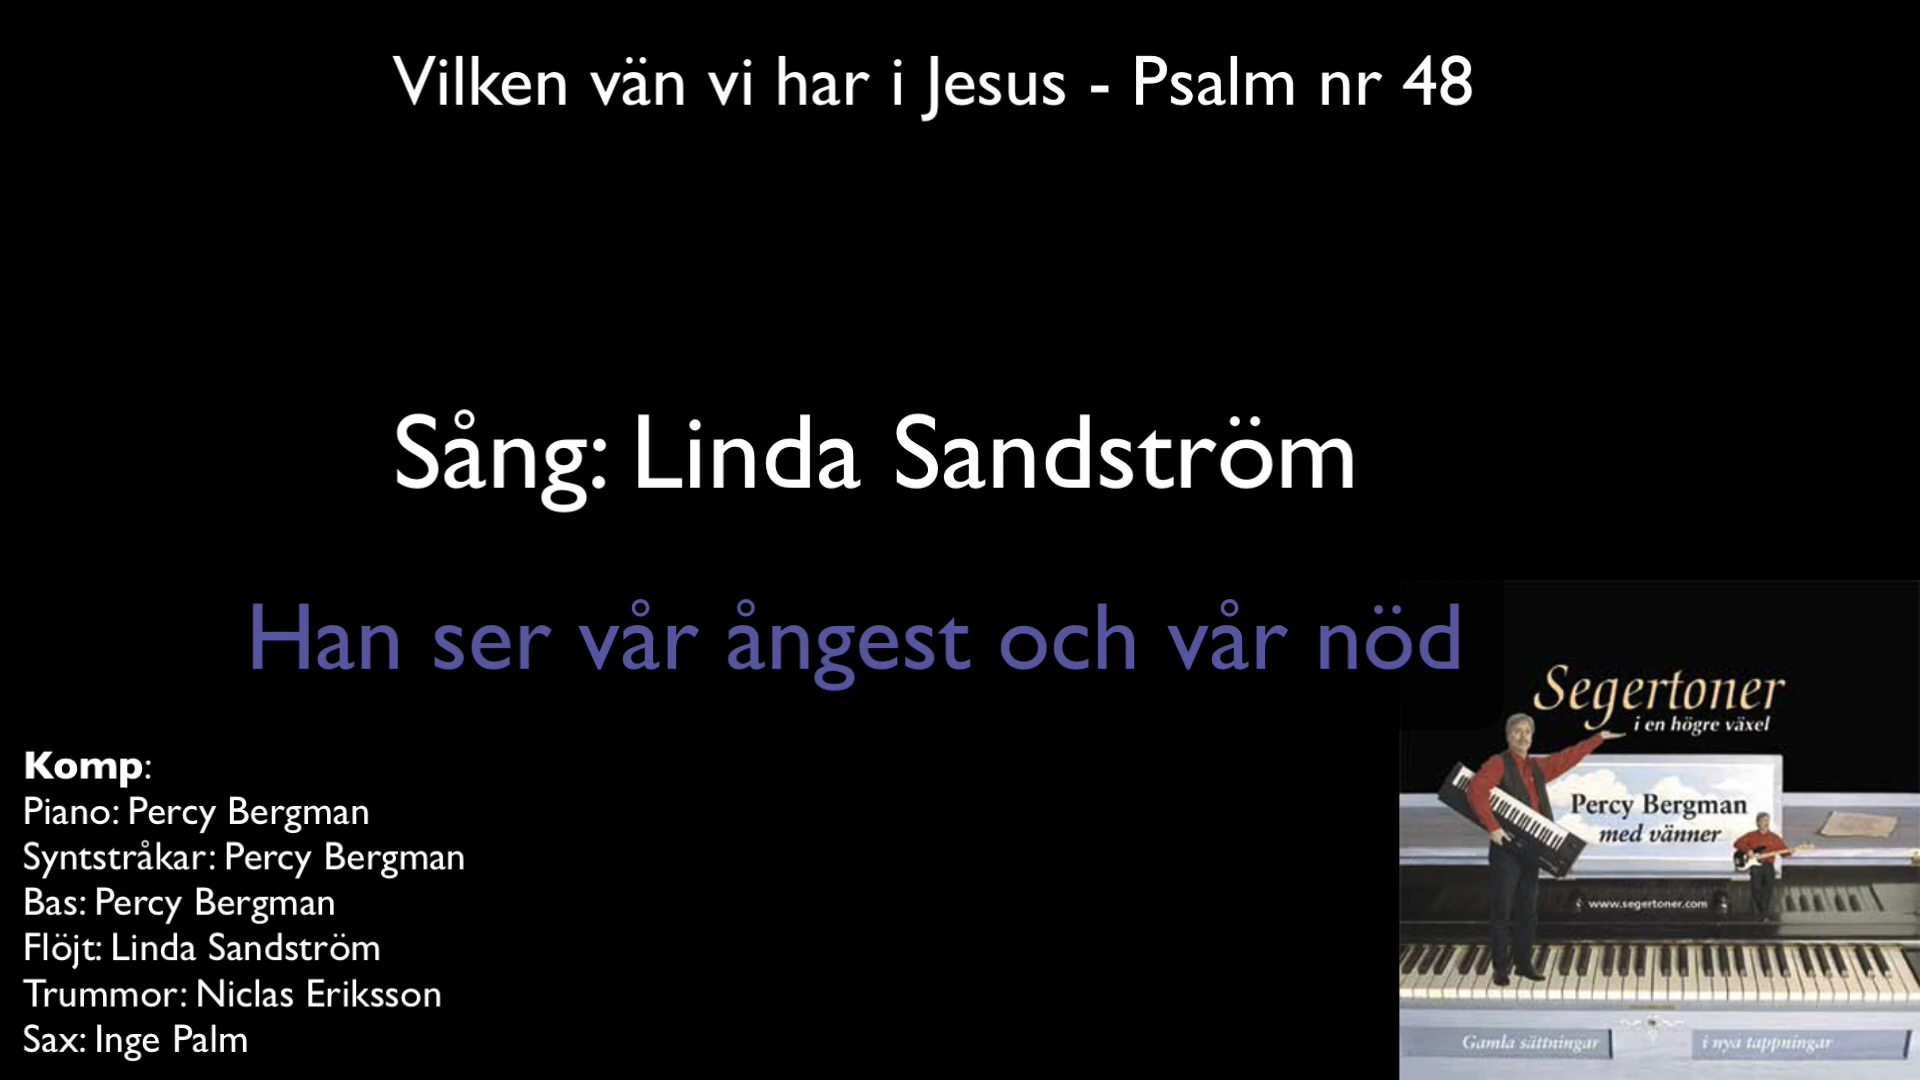 Vilken vän vi har i Jesus - Psalm nr 48
Sång: Linda Sandström
Han ser vår ångest och vår nöd
Komp:
Piano: Percy Bergman
Syntstråkar: Percy Bergman
Bas: Percy Bergman
Flöjt: Linda Sandström
Trummor: Niclas Eriksson
Sax: Inge Palm
Segertoner
i en högre växel
Percy Bergman
med vänner
www.segertoner.com
Gamla sättningar
i nya tappningar